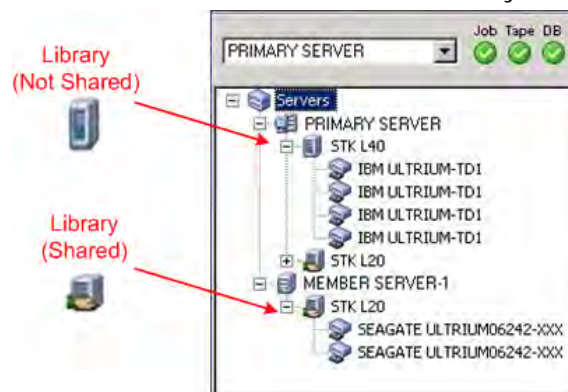 Job Tape DB
PRIMARY SERVER
Library
(Not Shared)
Servers
PRIMARY SERVER
STK L40
IBM ULTRIUM-TD1
IBM ULTRIUM-TD1
IBM ULTRIUM-TD1
IBM ULTRIUM-TD1
STK L20
Library
(Shared)
MEMBER SERVER-1
STK L20
SEAGATE ULTRIUM06242-XXX
SEAGATE ULTRIUM06242-XXX